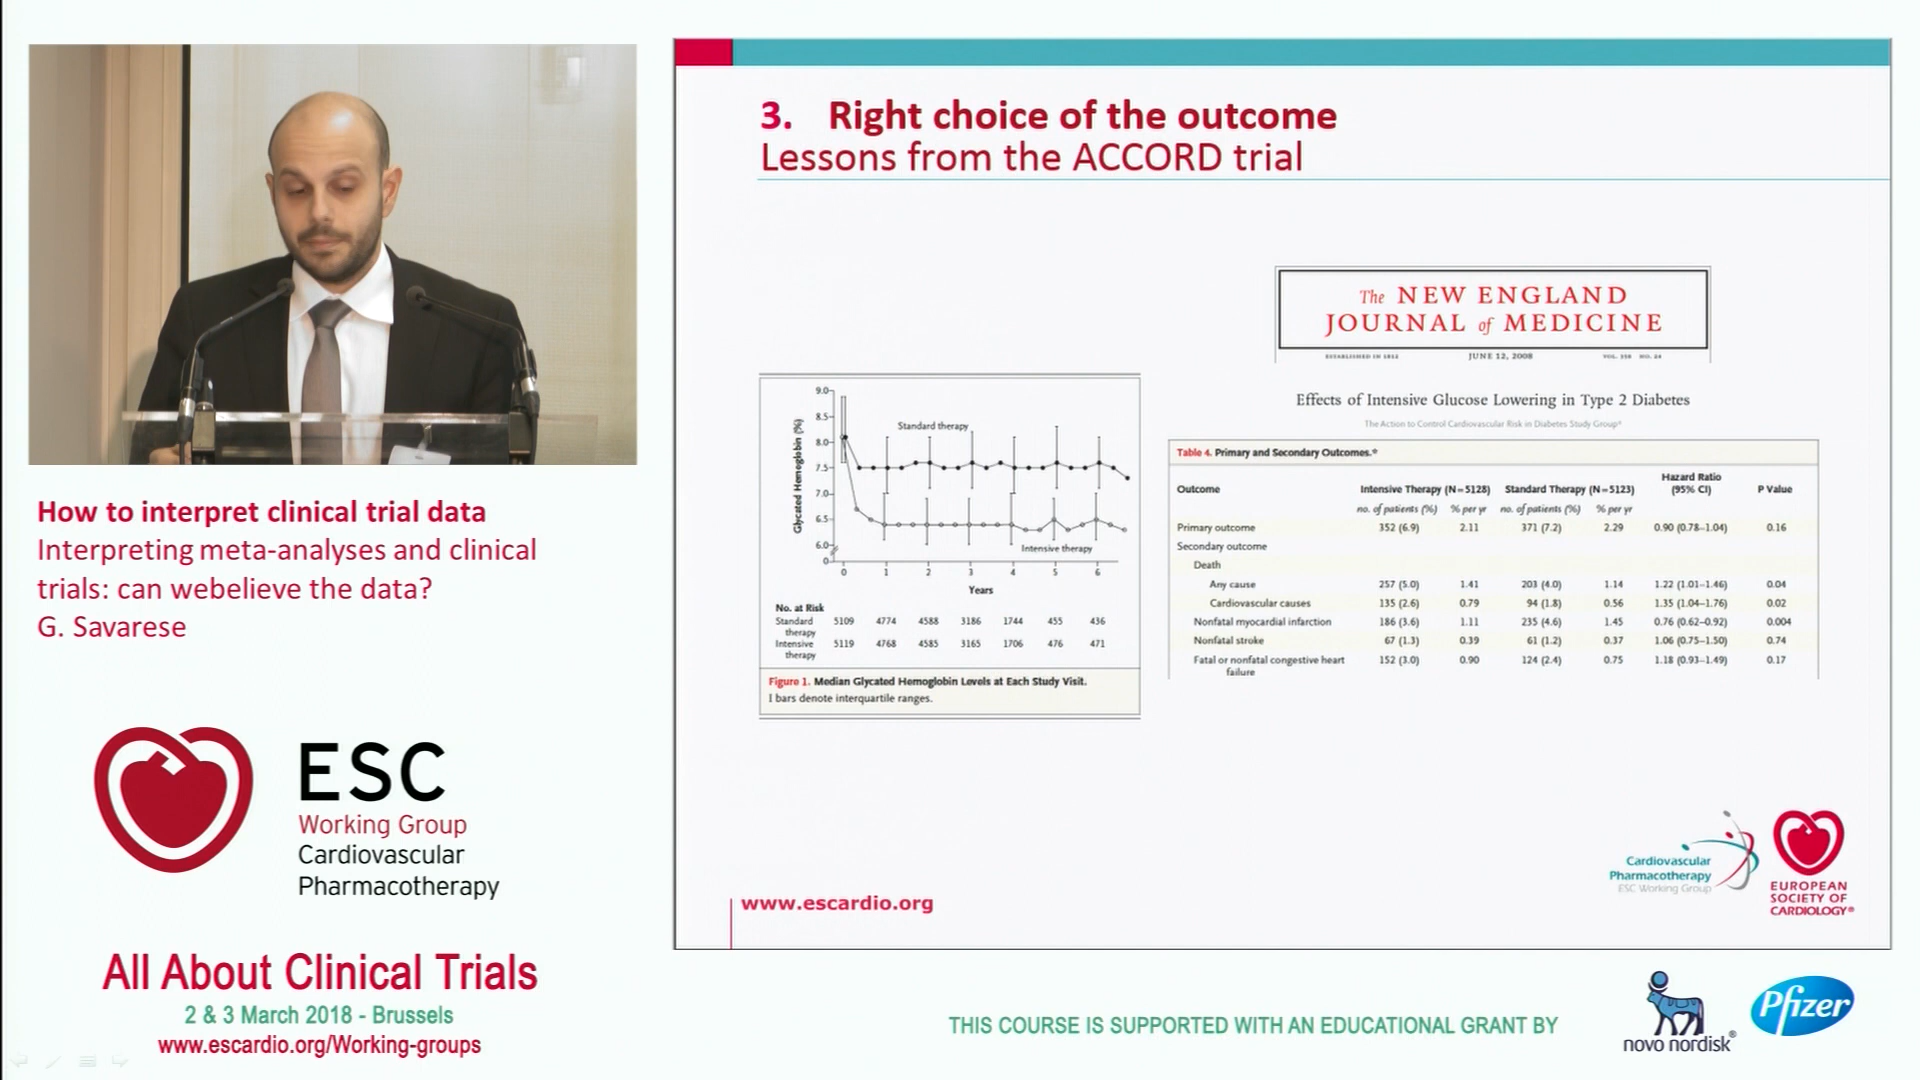 How to interpret clinical trial data
Interpreting meta-analyses and clinical
trials: can webelieve the data?
G. Savarese
ESC
Working Group
Cardiovascular
Pharmacotherapy
All About Clinical Trials
2 & 3 March 2018 - Brussels
www.escardio.org/Working-groups
3. Right choice of the outcome
Lessons from the ACCORD trial
The NEW ENGLAND
JOURNAL of MEDICINE
ESTABLISHED IN 1812 JUNE 12, 2008 VOL. 358 NO. 24
Effects of Intensive Glucose Lowering in Type 2 Diabetes
The Action to Control Cardiovascular Risk in Diabetes Study Group*
Glycated Hemoglobin (%)
9.0
8.5
8.0
7.5
7.0
6.5
6.0
0
Standard therapy
Intensive therapy
0 1 2 3 4 5 6
Years
No. at Risk
Standard 5109 4774 4588 3186 1744 455 436
therapy
Intensive 5119 4768 4585 3165 1706 476 471
therapy
Figure 1. Median Glycated Hemoglobin Levels at Each Study Visit.
I bars denote interquartile ranges.
Table 4. Primary and Secondary Outcomes.*
Outcome Intensive Therapy (N=5128) Standard Therapy (N=5123) Hazard Ratio (95% CI) P Value
no. of patients (%) % per yr no. of patients (%) % per yr
Primary outcome 352 (6.9) 2.11 371 (7.2) 2.29 0.90 (0.78–1.04) 0.16
Secondary outcome
Death
Any cause 257 (5.0) 1.41 203 (4.0) 1.14 1.22 (1.01–1.46) 0.04
Cardiovascular causes 135 (2.6) 0.79 94 (1.8) 0.56 1.35 (1.04–1.76) 0.02
Nonfatal myocardial infarction 186 (3.6) 1.11 235 (4.6) 1.45 0.76 (0.62–0.92) 0.004
Nonfatal stroke 67 (1.3) 0.39 61 (1.2) 0.37 1.06 (0.75–1.50) 0.74
Fatal or nonfatal congestive heart 152 (3.0) 0.90 124 (2.4) 0.75 1.18 (0.93–1.49) 0.17
failure
www.escardio.org
Cardiovascular
Pharmacotherapy
ESC Working Group
EUROPEAN
SOCIETY OF
CARDIOLOGY®
THIS COURSE IS SUPPORTED WITH AN EDUCATIONAL GRANT BY
novo nordisk®
Pfizer